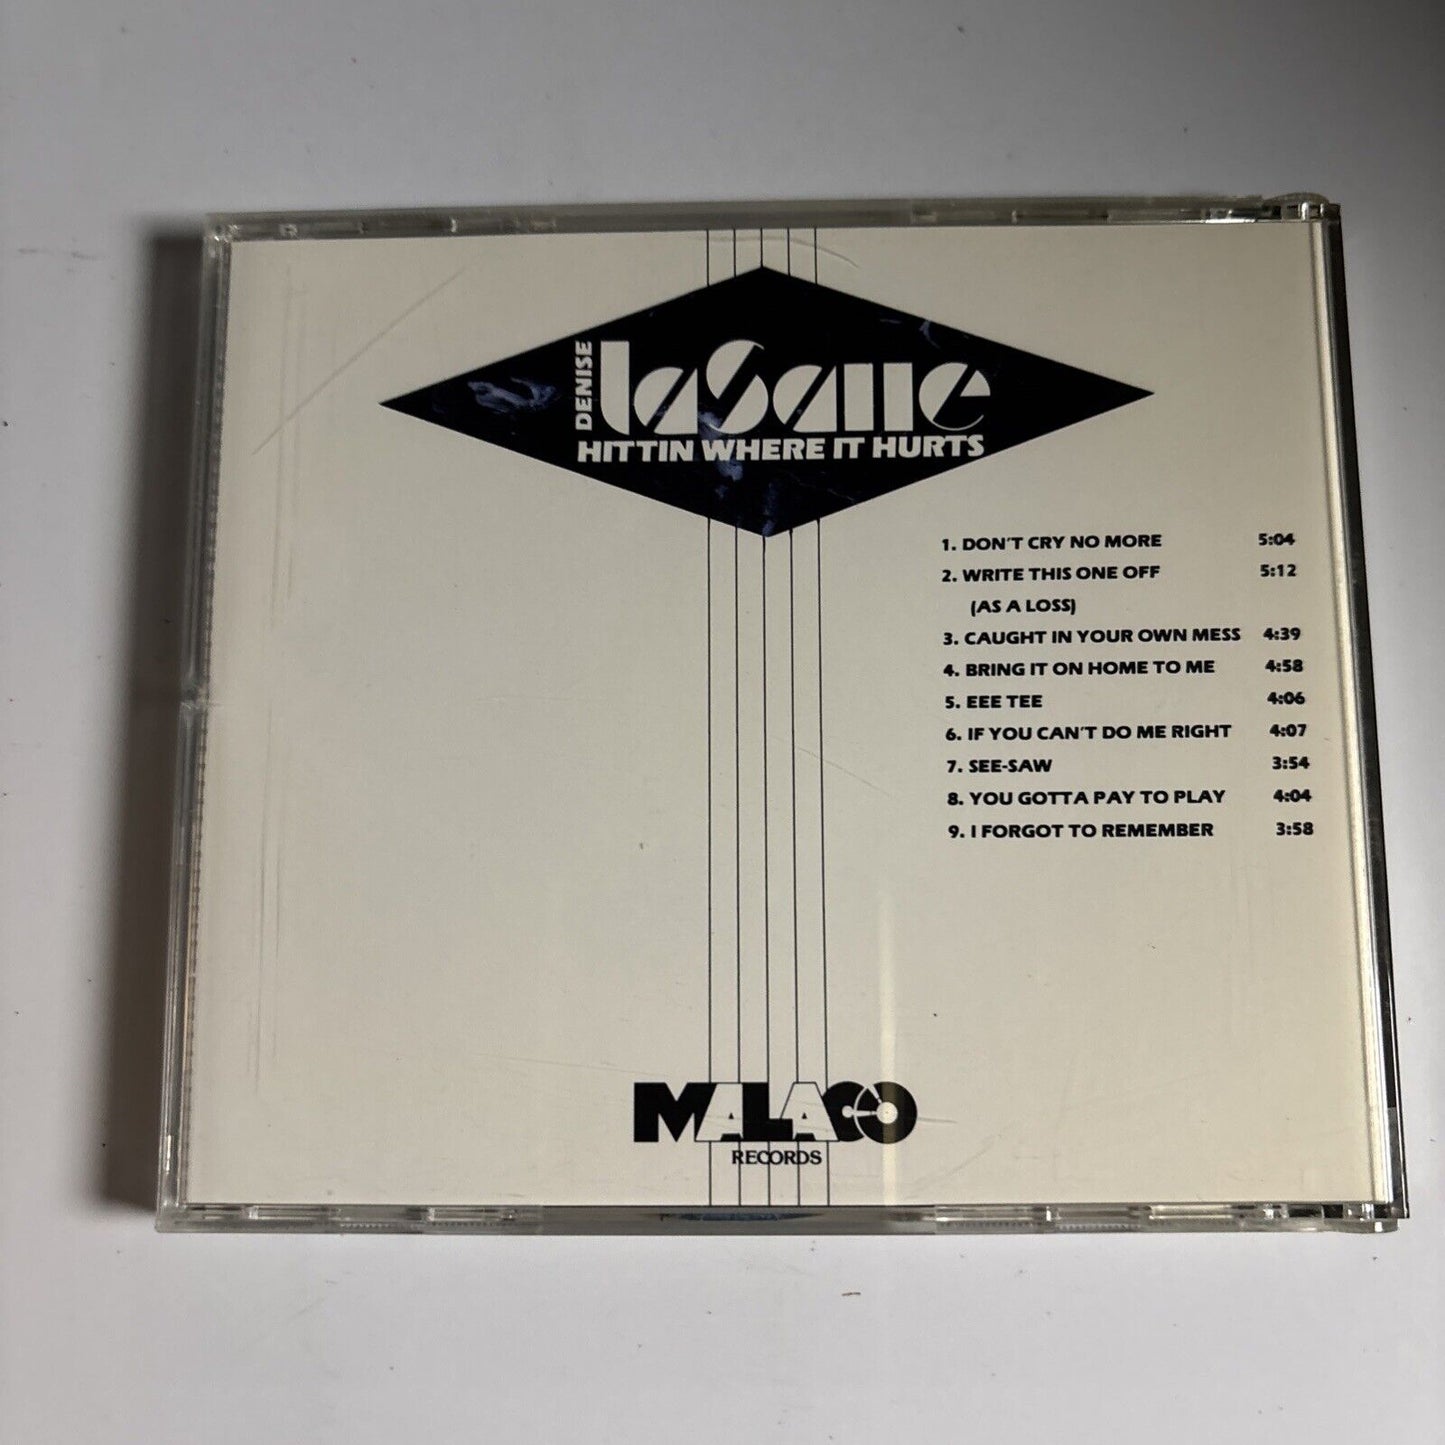 DENISE
LaSalle
HITTIN WHERE IT HURTS
1. DON'T CRY NO MORE 5:04
2. WRITE THIS ONE OFF 5:12
(AS A LOSS)
3. CAUGHT IN YOUR OWN MESS 4:39
4. BRING IT ON HOME TO ME 4:58
5. EEE TEE 4:06
6. IF YOU CAN'T DO ME RIGHT 4:07
7. SEE-SAW 3:54
8. YOU GOTTA PAY TO PLAY 4:04
9. I FORGOT TO REMEMBER 3:58
MALACO
RECORDS